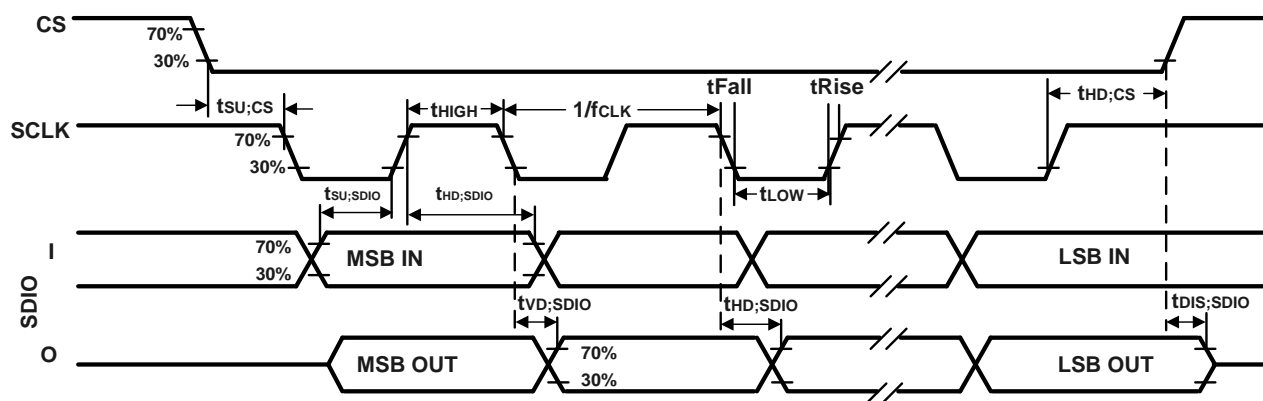 CS
70%
30%
tSU;CS
tHIGH
1/fCLK
tFall
tRise
tHD;CS
SCLK
70%
30%
tSU;SDIO
tHD;SDIO
tLOW
SDIO
I
70%
30%
MSB IN
LSB IN
tVD;SDIO
tHD;SDIO
tDIS;SDIO
O
MSB OUT
70%
30%
LSB OUT